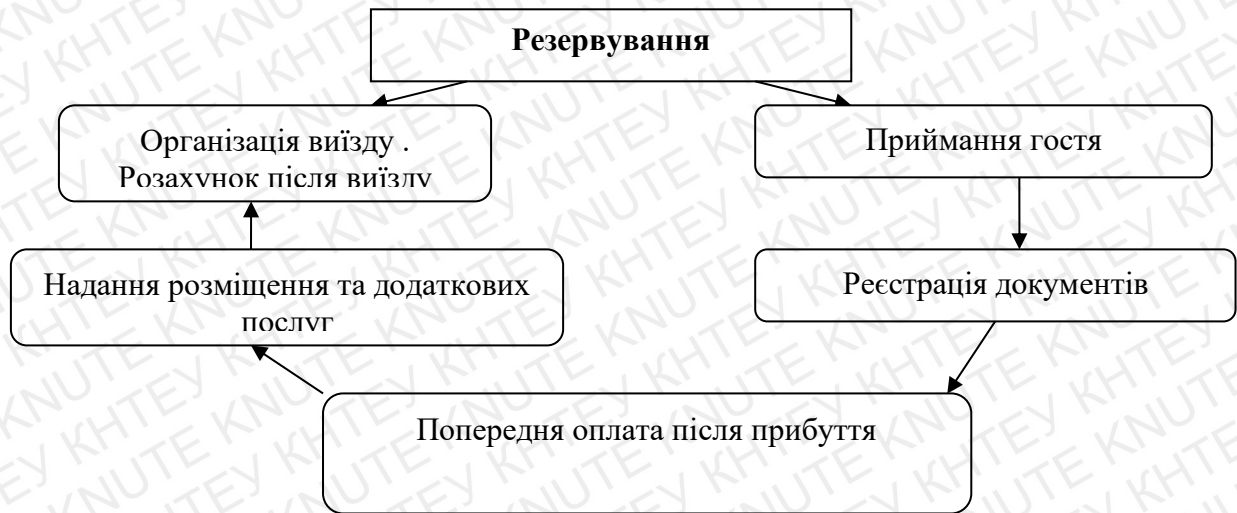 Резервування
Організація виїзду .
Розахунок після виїзду
Приймання гостя
Надання розміщення та додаткових
послуг
Реєстрація документів
Попередня оплата після прибуття